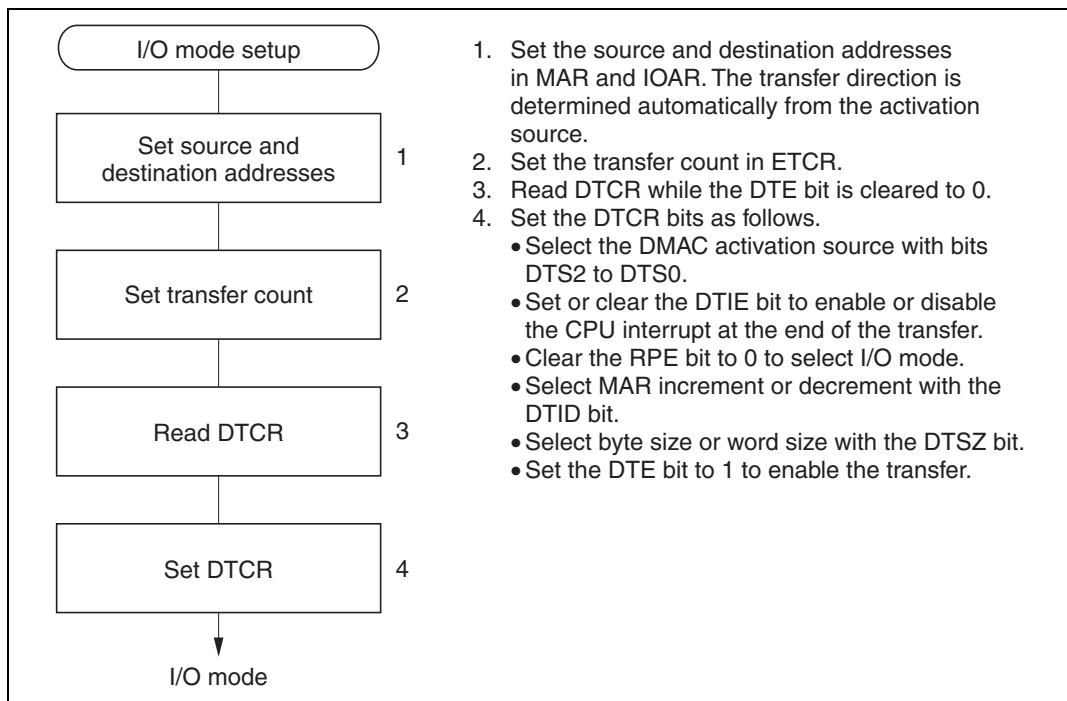 I/O mode setup
Set source and
destination addresses
1
Set transfer count
2
Read DTCR
3
Set DTCR
4
I/O mode
1. Set the source and destination addresses
in MAR and IOAR. The transfer direction is
determined automatically from the activation
source.
2. Set the transfer count in ETCR.
3. Read DTCR while the DTE bit is cleared to 0.
4. Set the DTCR bits as follows.
• Select the DMAC activation source with bits
DTS2 to DTS0.
• Set or clear the DTIE bit to enable or disable
the CPU interrupt at the end of the transfer.
• Clear the RPE bit to 0 to select I/O mode.
• Select MAR increment or decrement with the
DTID bit.
• Select byte size or word size with the DTSZ bit.
• Set the DTE bit to 1 to enable the transfer.